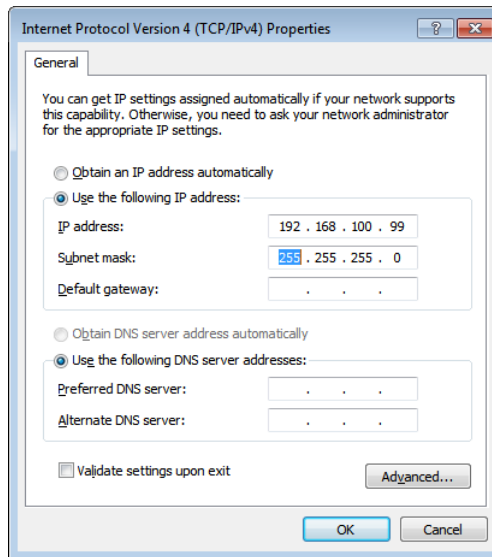 Internet Protocol Version 4 (TCP/IPv4) Properties
General
You can get IP settings assigned automatically if your network supports
this capability. Otherwise, you need to ask your network administrator
for the appropriate IP settings.
Obtain an IP address automatically
Use the following IP address:
IP address: 192 . 168 . 100 . 99
Subnet mask: 255 . 255 . 255 . 0
Default gateway: . . .
Obtain DNS server address automatically
Use the following DNS server addresses:
Preferred DNS server: . . .
Alternate DNS server: . . .
Validate settings upon exit
Advanced...
OK Cancel